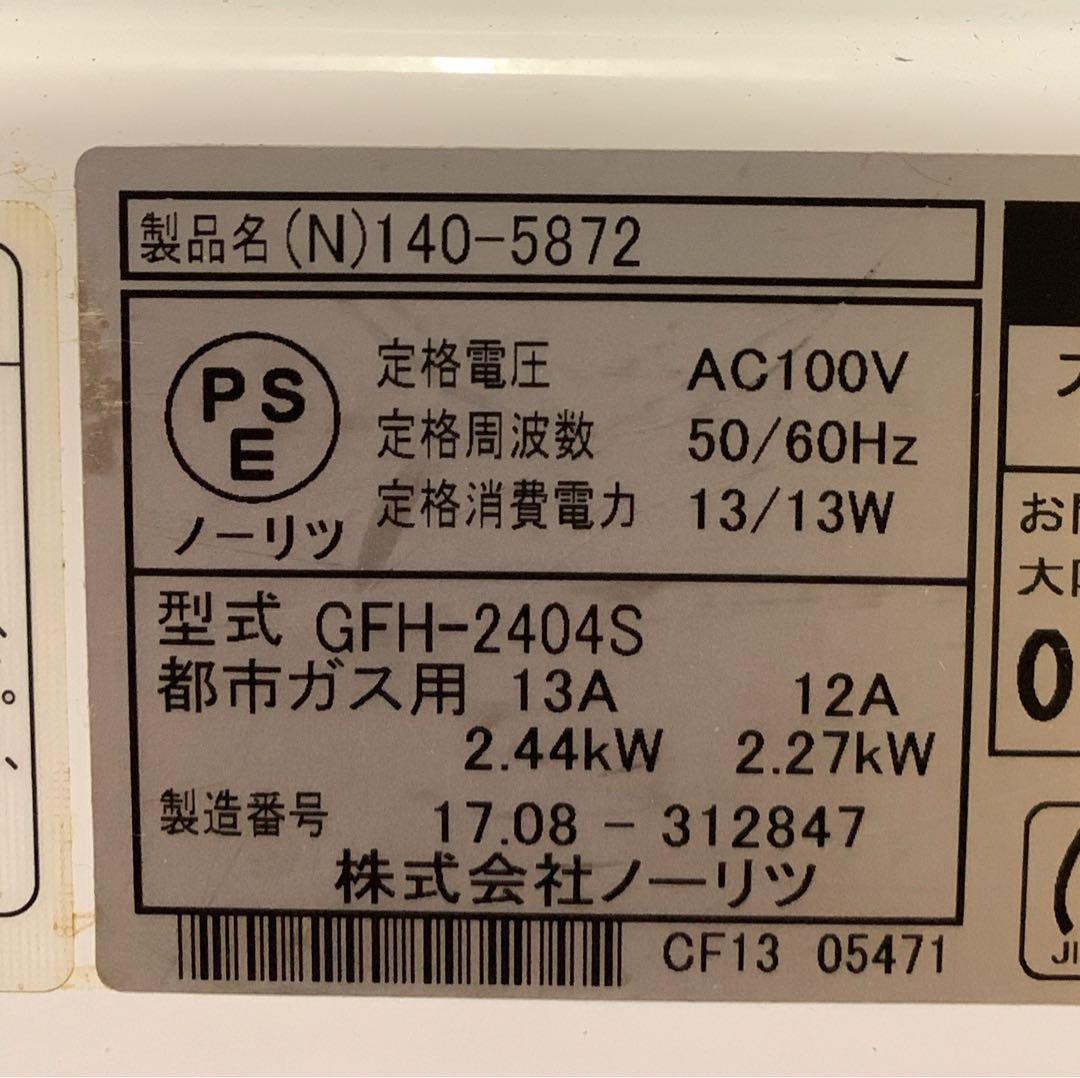 製品名(N)140-5872
PSE
ノーリツ
定格電圧 AC100V
定格周波数 50/60Hz
定格消費電力 13/13W
型式 GFH-2404S
都市ガス用 13A 12A
2.44kW 2.27kW
製造番号 17.08 - 312847
株式会社ノーリツ
CF13 05471